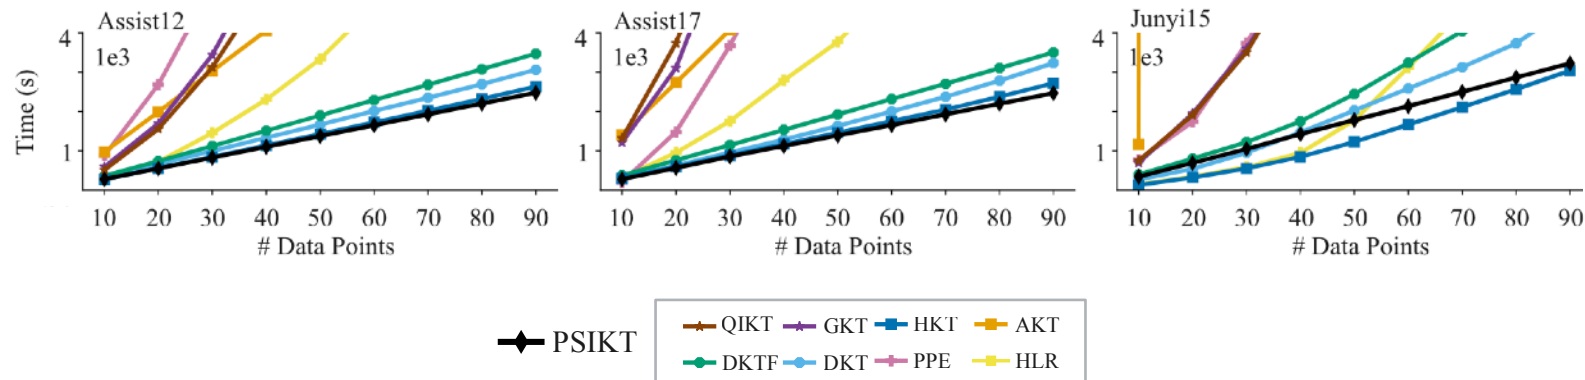 Assist12 Assist17 Junyi15
4 4 4
1e3 1e3 1e3
Time (s)
1 1 1
10 20 30 40 50 60 70 80 90 10 20 30 40 50 60 70 80 90 10 20 30 40 50 60 70 80 90
# Data Points # Data Points # Data Points
PSIKT
QIKT GKT HKT AKT
DKTF DKT PPE HLR